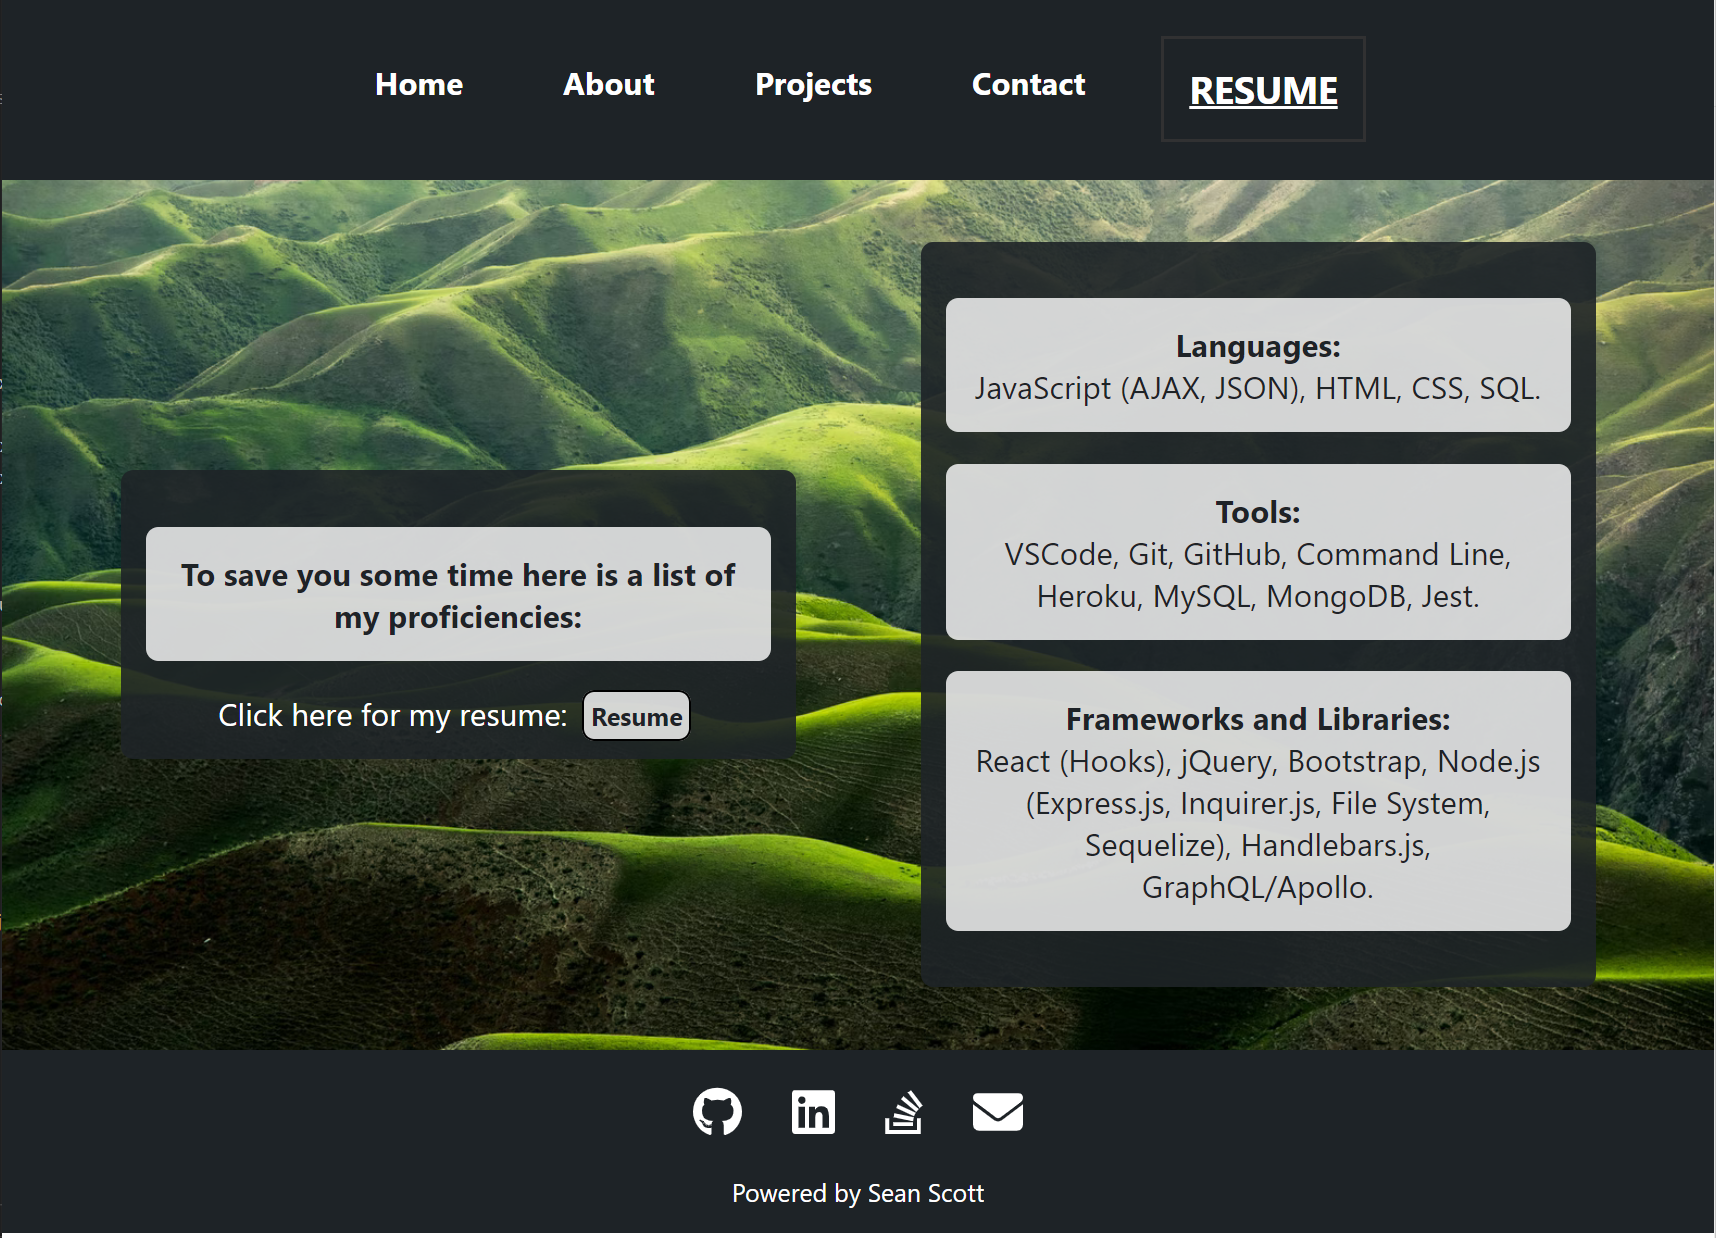 Home
About
Projects
Contact
RESUME
To save you some time here is a list of
my proficiencies:
Click here for my resume: Resume
Languages:
JavaScript (AJAX, JSON), HTML, CSS, SQL.
Tools:
VSCode, Git, GitHub, Command Line,
Heroku, MySQL, MongoDB, Jest.
Frameworks and Libraries:
React (Hooks), jQuery, Bootstrap, Node.js
(Express.js, Inquirer.js, File System,
Sequelize), Handlebars.js,
GraphQL/Apollo.
in
Powered by Sean Scott